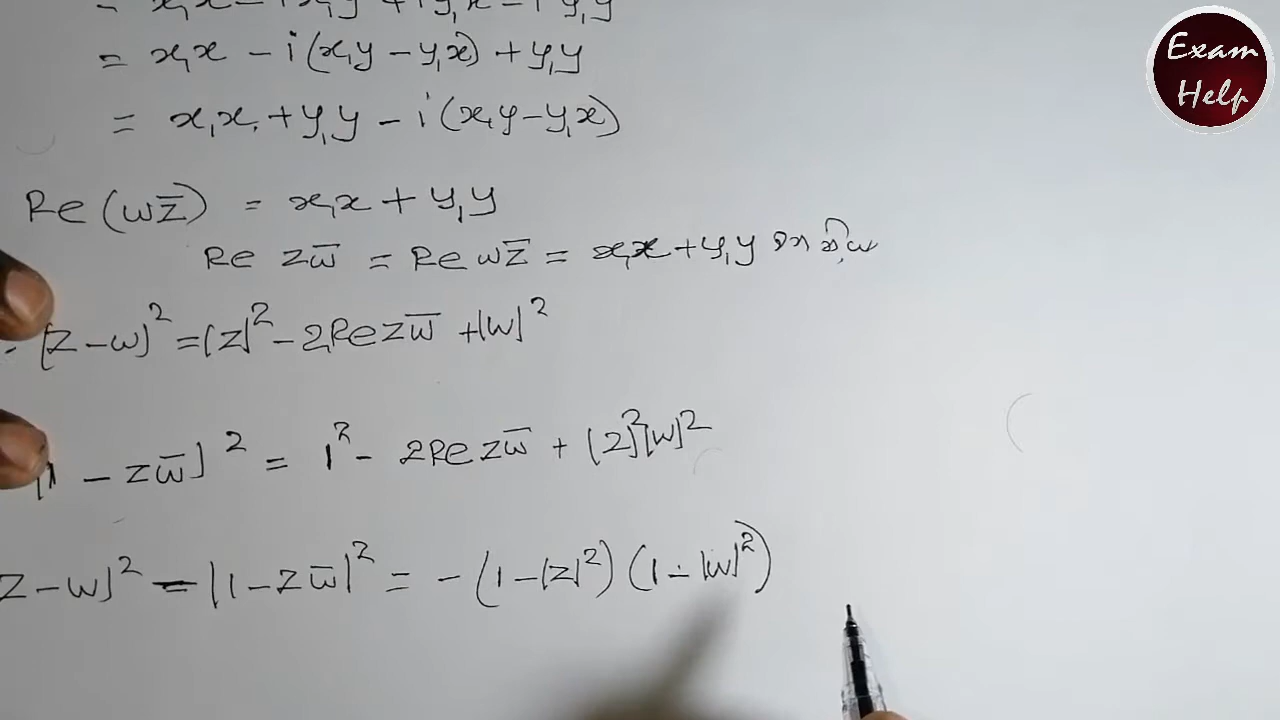 = x₁x - i(x₁y - y₁x) + y₁y
= x₁x + y₁y - i(x₁y - y₁x)
Re(wz̅) = x₁x + y₁y
Re zw̅ = Re wz̅ = x₁x + y₁y
|z-w|² = |z|² - 2Re zw̅ + |w|²
|1 - zw̅|² = 1² - 2Re zw̅ + |z|²|w|²
z-w|² - |1-zw̅|² = -(1-|z|²)(1-|w|²)
Exam
Help